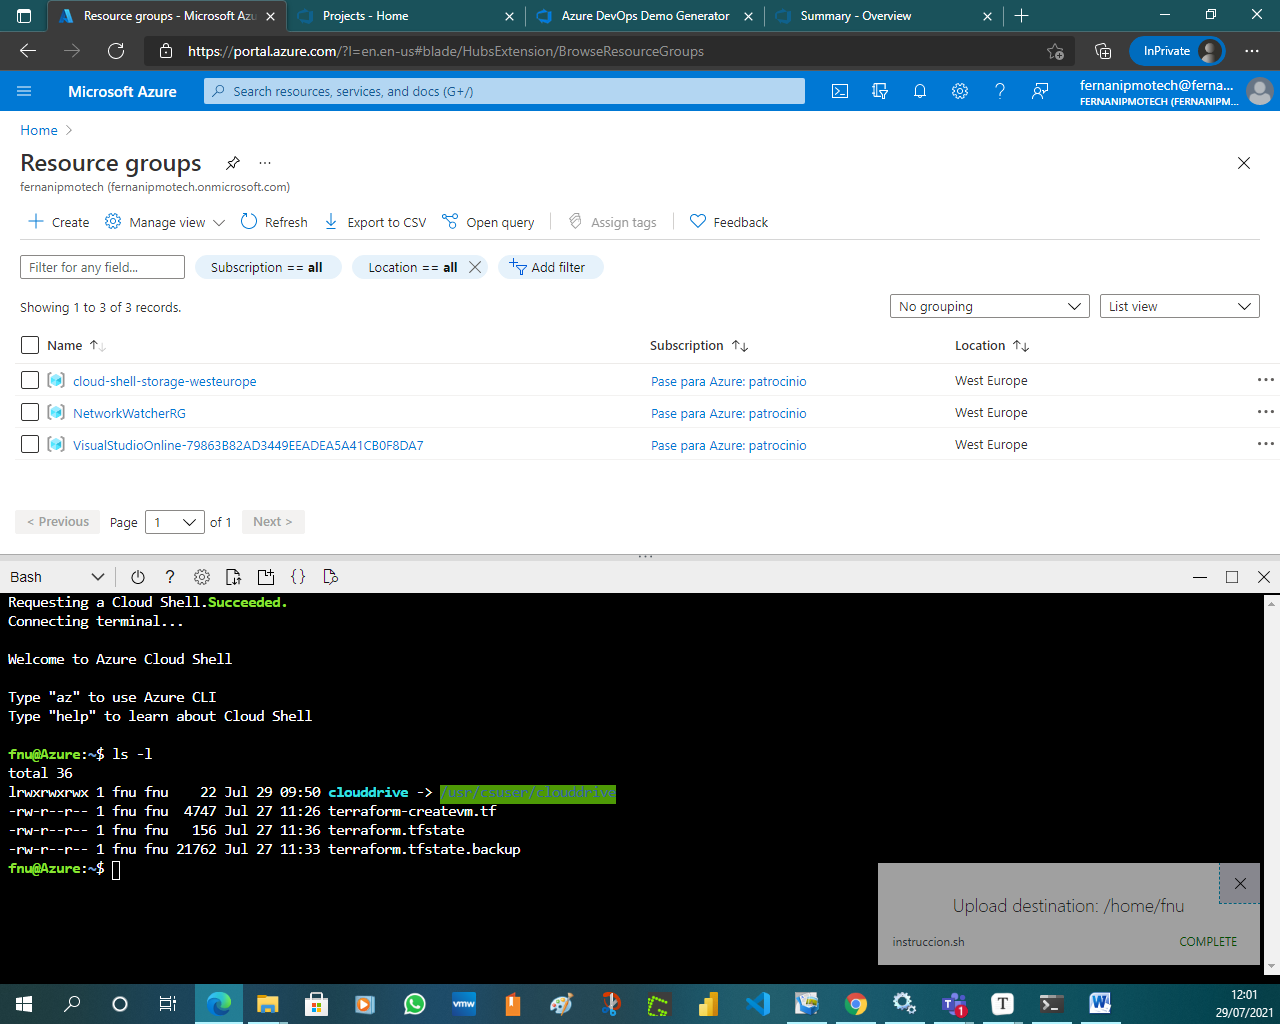 Resource groups - Microsoft Azu
Projects - Home
Azure DevOps Demo Generator
Summary - Overview
https://portal.azure.com/?l=en.en-us#blade/HubsExtension/BrowseResourceGroups
InPrivate
Microsoft Azure
Search resources, services, and docs (G+/)
fernanipmotech@ferna...
FERNANIPMOTECH (FERNANIPM...
Home
Resource groups
fernanipmotech (fernanipmotech.onmicrosoft.com)
Create
Manage view
Refresh
Export to CSV
Open query
Assign tags
Feedback
Filter for any field...
Subscription == all
Location == all
Add filter
Showing 1 to 3 of 3 records.
No grouping
List view
Name
Subscription
Location
cloud-shell-storage-westeurope Pase para Azure: patrocinio West Europe
NetworkWatcherRG Pase para Azure: patrocinio West Europe
VisualStudioOnline-79863B82AD3449EEADEA5A41CB0F8DA7 Pase para Azure: patrocinio West Europe
< Previous
Page 1 of 1
Next >
Bash
Requesting a Cloud Shell.Succeeded.
Connecting terminal...
Welcome to Azure Cloud Shell
Type "az" to use Azure CLI
Type "help" to learn about Cloud Shell
fnu@Azure:~$ ls -l
total 36
lrwxrwxrwx 1 fnu fnu    22 Jul 29 09:50 clouddrive -> /usr/csuser/clouddrive
-rw-r--r-- 1 fnu fnu  4747 Jul 27 11:26 terraform-createvm.tf
-rw-r--r-- 1 fnu fnu   156 Jul 27 11:36 terraform.tfstate
-rw-r--r-- 1 fnu fnu 21762 Jul 27 11:33 terraform.tfstate.backup
fnu@Azure:~$
Upload destination: /home/fnu
instruccion.sh
COMPLETE
vmw
1
T
W
12:01
29/07/2021